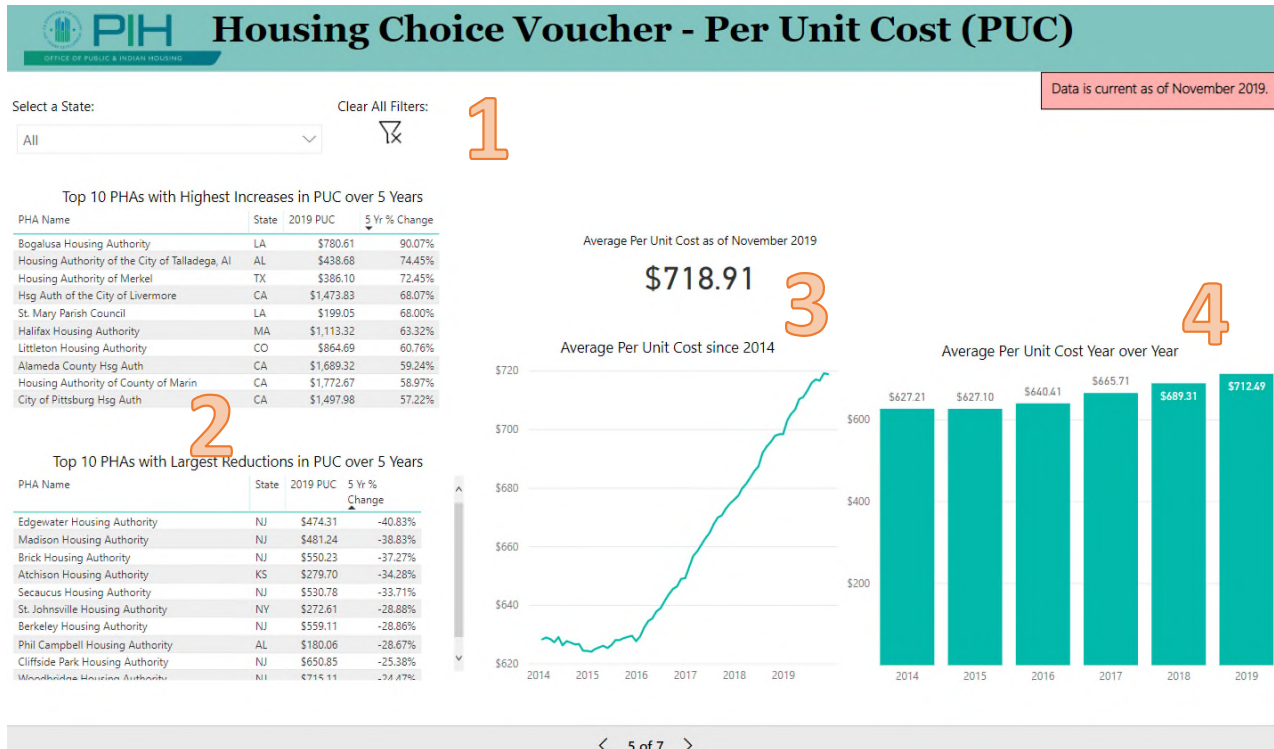 PIH
OFFICE OF PUBLIC & INDIAN HOUSING
Housing Choice Voucher - Per Unit Cost (PUC)
Data is current as of November 2019.
Select a State:
Clear All Filters:
All
1
Top 10 PHAs with Highest Increases in PUC over 5 Years
PHA Name State 2019 PUC 5 Yr % Change
Bogalusa Housing Authority LA $780.61 90.07%
Housing Authority of the City of Talladega, Al AL $438.68 74.45%
Housing Authority of Merkel TX $386.10 72.45%
Hsg Auth of the City of Livermore CA $1,473.83 68.07%
St. Mary Parish Council LA $199.05 68.00%
Halifax Housing Authority MA $1,113.32 63.32%
Littleton Housing Authority CO $864.69 60.76%
Alameda County Hsg Auth CA $1,689.32 59.24%
Housing Authority of County of Marin CA $1,772.67 58.97%
City of Pittsburg Hsg Auth CA $1,497.98 57.22%
2
Top 10 PHAs with Largest Reductions in PUC over 5 Years
PHA Name State 2019 PUC 5 Yr %
Change
Edgewater Housing Authority NJ $474.31 -40.83%
Madison Housing Authority NJ $481.24 -38.83%
Brick Housing Authority NJ $550.23 -37.27%
Atchison Housing Authority KS $279.70 -34.28%
Secaucus Housing Authority NJ $530.78 -33.71%
St. Johnsville Housing Authority NY $272.61 -28.88%
Berkeley Housing Authority NJ $559.11 -28.86%
Phil Campbell Housing Authority AL $180.06 -28.67%
Cliffside Park Housing Authority NJ $650.85 -25.38%
Woodbridge Housing Authority NJ $715.11 -24.47%
Average Per Unit Cost as of November 2019
$718.91
3
Average Per Unit Cost since 2014
$720
$700
$680
$660
$640
$620
2014 2015 2016 2017 2018 2019
4
Average Per Unit Cost Year over Year
$627.21 $627.10 $640.41 $665.71 $689.31 $712.49
$600
$400
$200
2014 2015 2016 2017 2018 2019
5 of 7